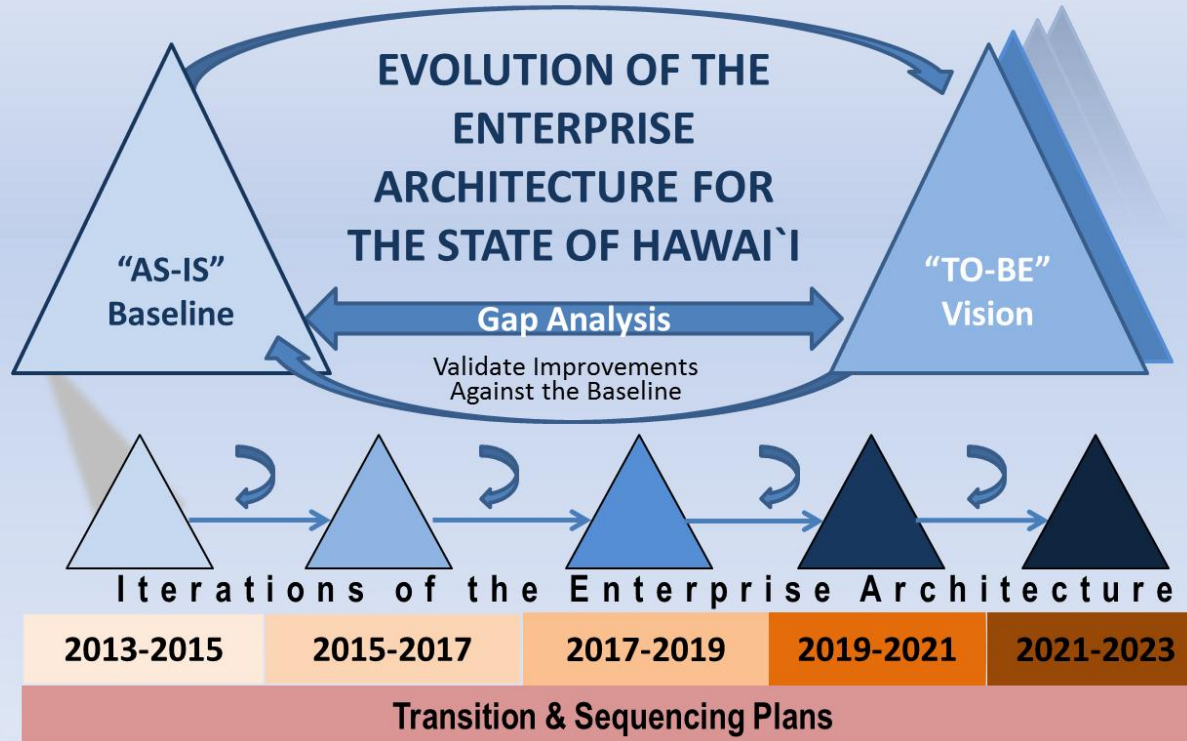 EVOLUTION OF THE
ENTERPRISE
ARCHITECTURE FOR
THE STATE OF HAWAI`I
“AS-IS”
Baseline
“TO-BE”
Vision
Gap Analysis
Validate Improvements
Against the Baseline
Iterations of the Enterprise Architecture
2013-2015
2015-2017
2017-2019
2019-2021
2021-2023
Transition & Sequencing Plans